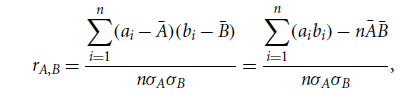 r_{A,B} = \frac{\sum_{i=1}^{n} (a_i - \bar{A})(b_i - \bar{B})}{n\sigma_A\sigma_B} = \frac{\sum_{i=1}^{n} (a_i b_i) - n\bar{A}\bar{B}}{n\sigma_A\sigma_B},